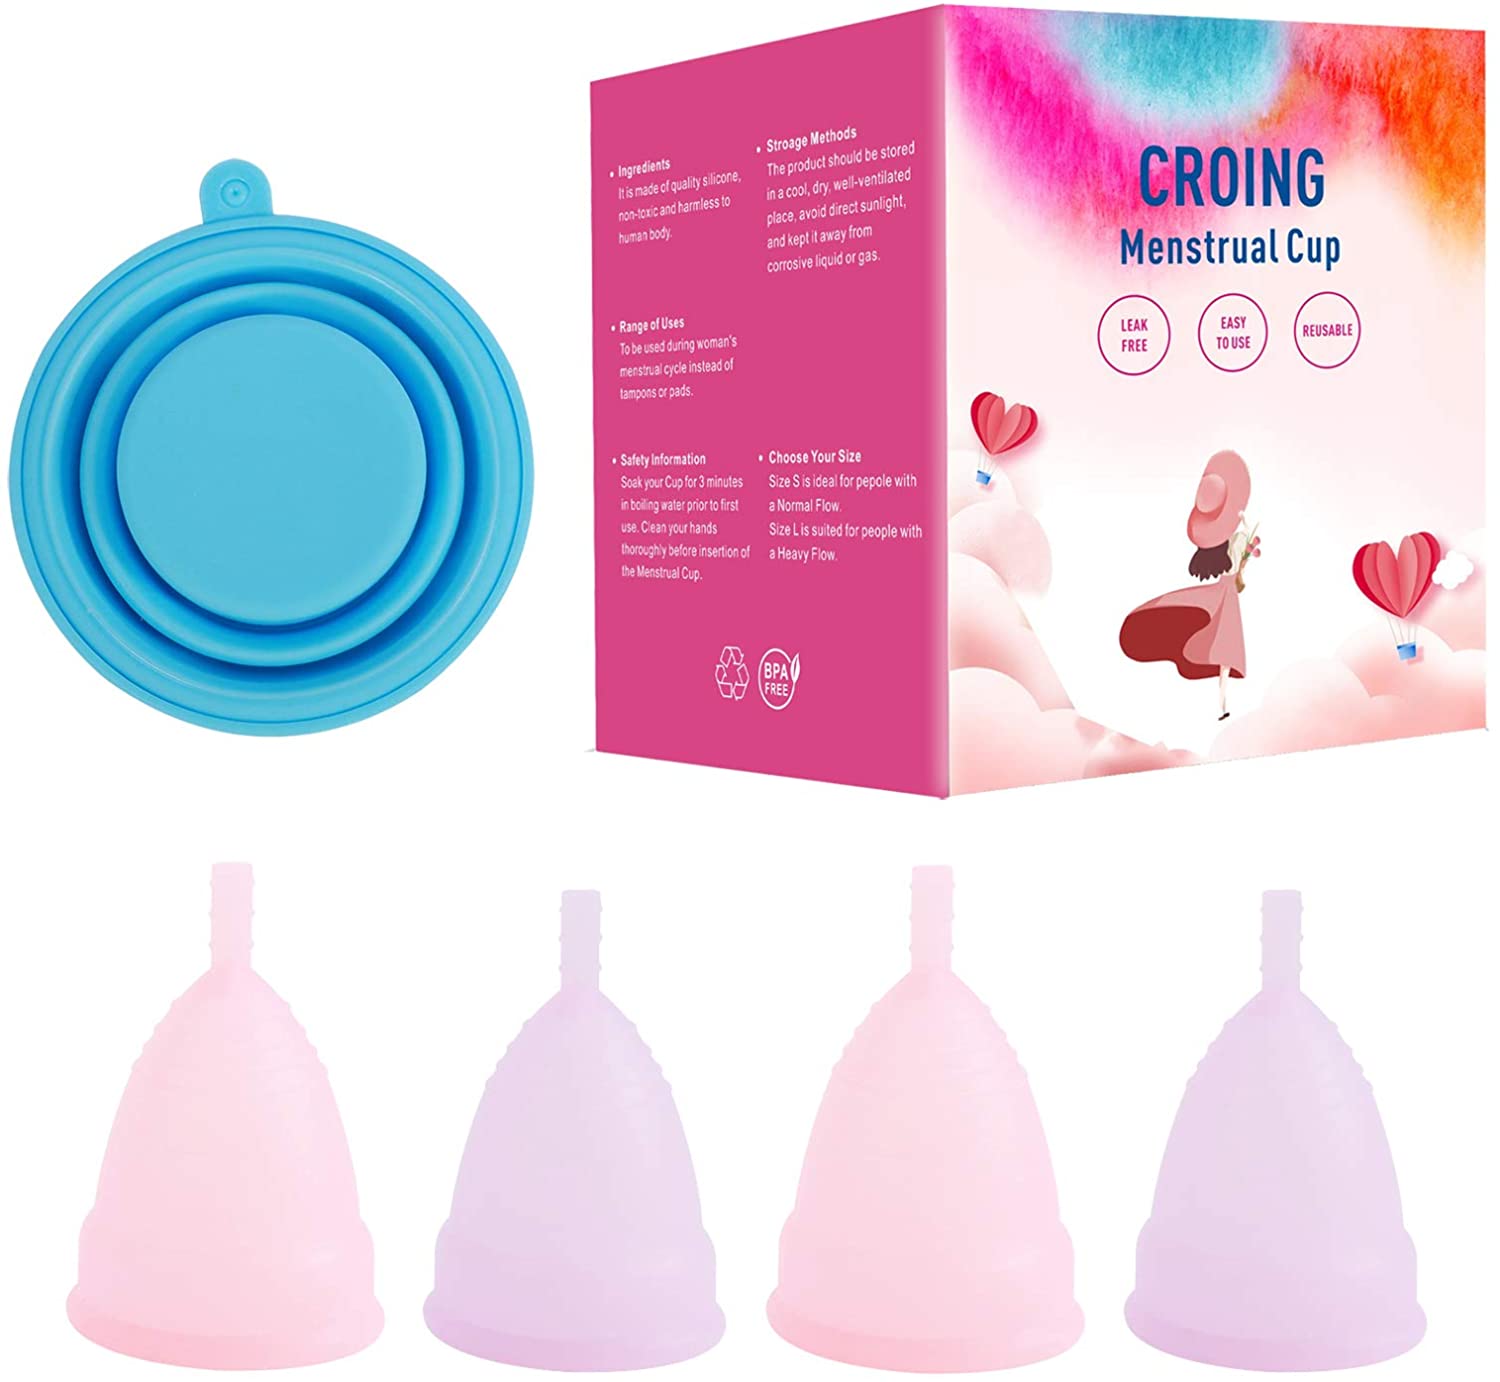 • Ingredients
It is made of quality silicone,
non-toxic and harmless to
human body.
• Stroage Methods
The product should be stored
in a cool, dry, well-ventilated
place, avoid direct sunlight,
and kept it away from
corrosive liquid or gas.
• Range of Uses
To be used during woman's
menstrual cycle instead of
tampons or pads.
• Safety Information
Soak your Cup for 3 minutes
in boiling water prior to first
use. Clean your hands
thoroughly before insertion of
the Menstrual Cup.
• Choose Your Size
Size S is ideal for pepole with
a Normal Flow.
Size L is suited for people with
a Heavy Flow.
BPA
FREE
CROING
Menstrual Cup
LEAK
FREE
EASY
TO USE
REUSABLE